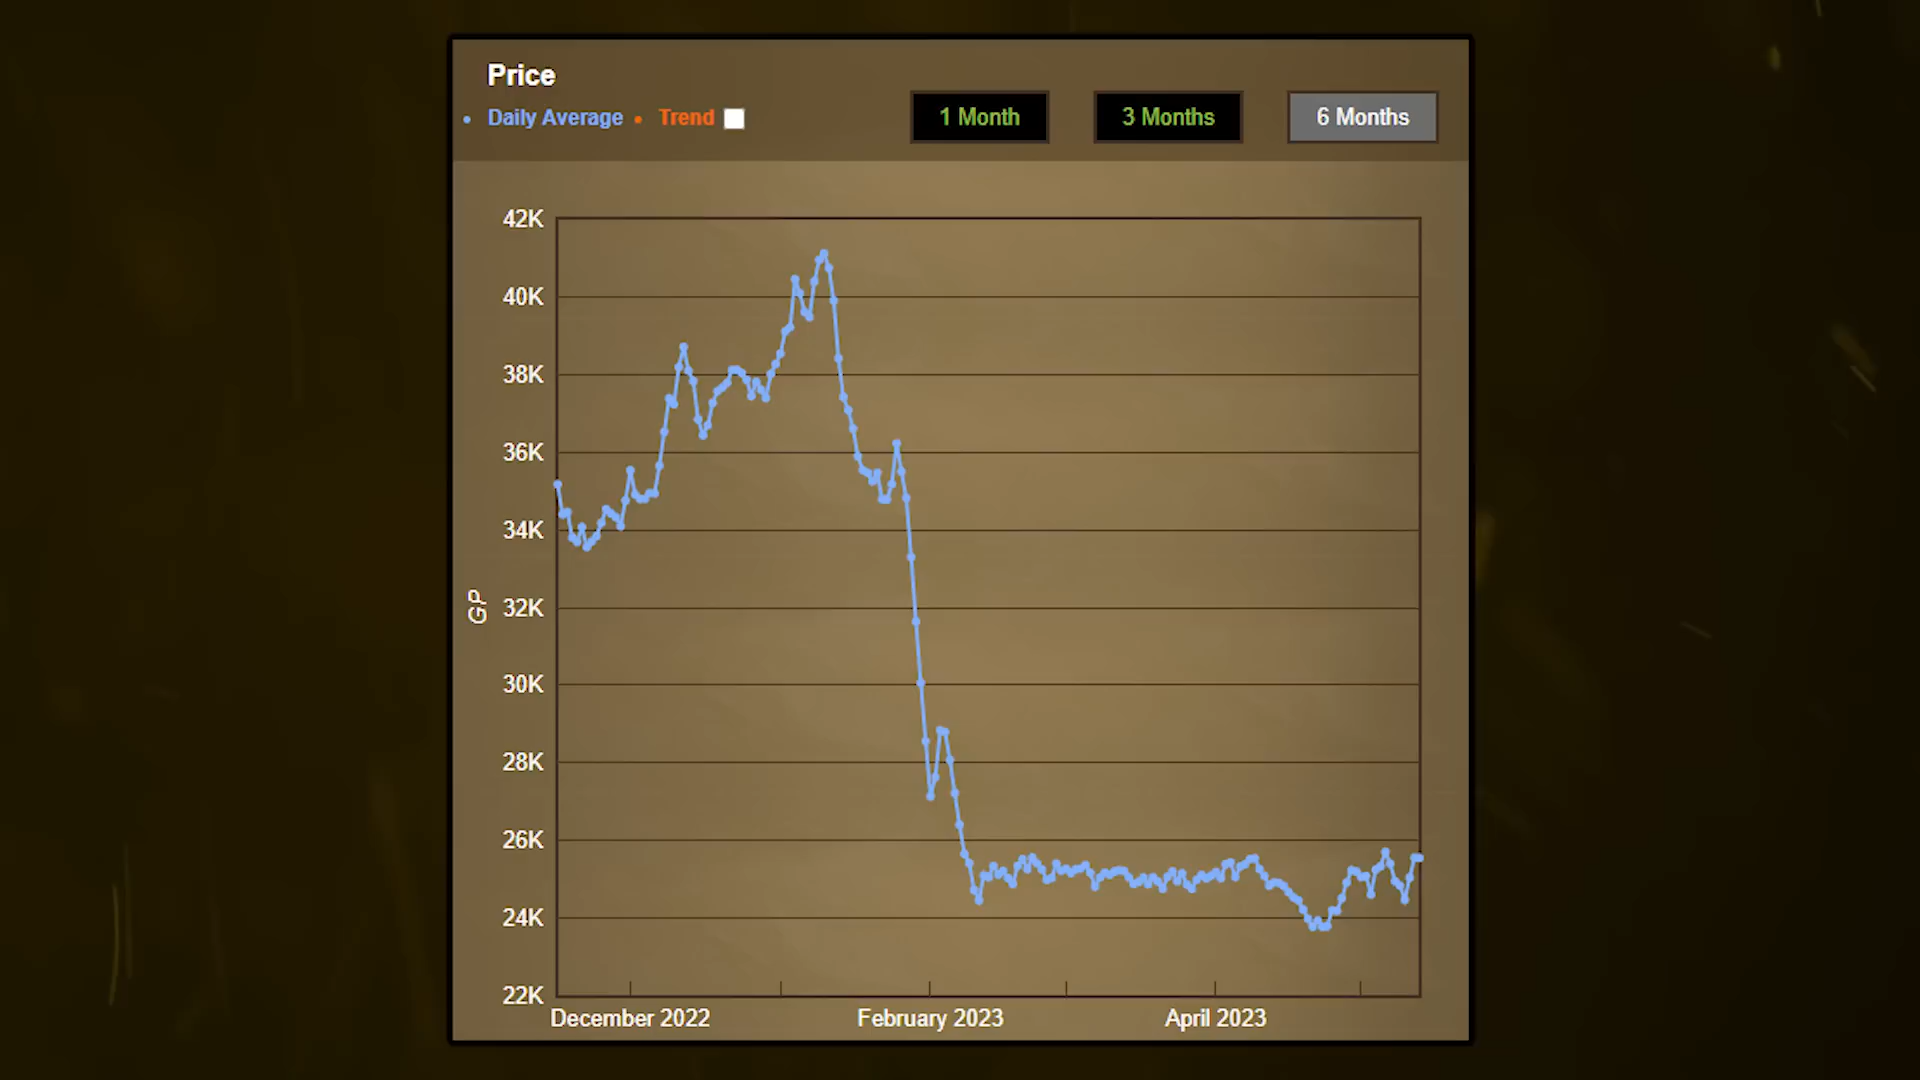 Price
Daily Average Trend
1 Month 3 Months 6 Months
42K
40K
38K
36K
34K
32K
30K
28K
26K
24K
22K
GP
December 2022 February 2023 April 2023